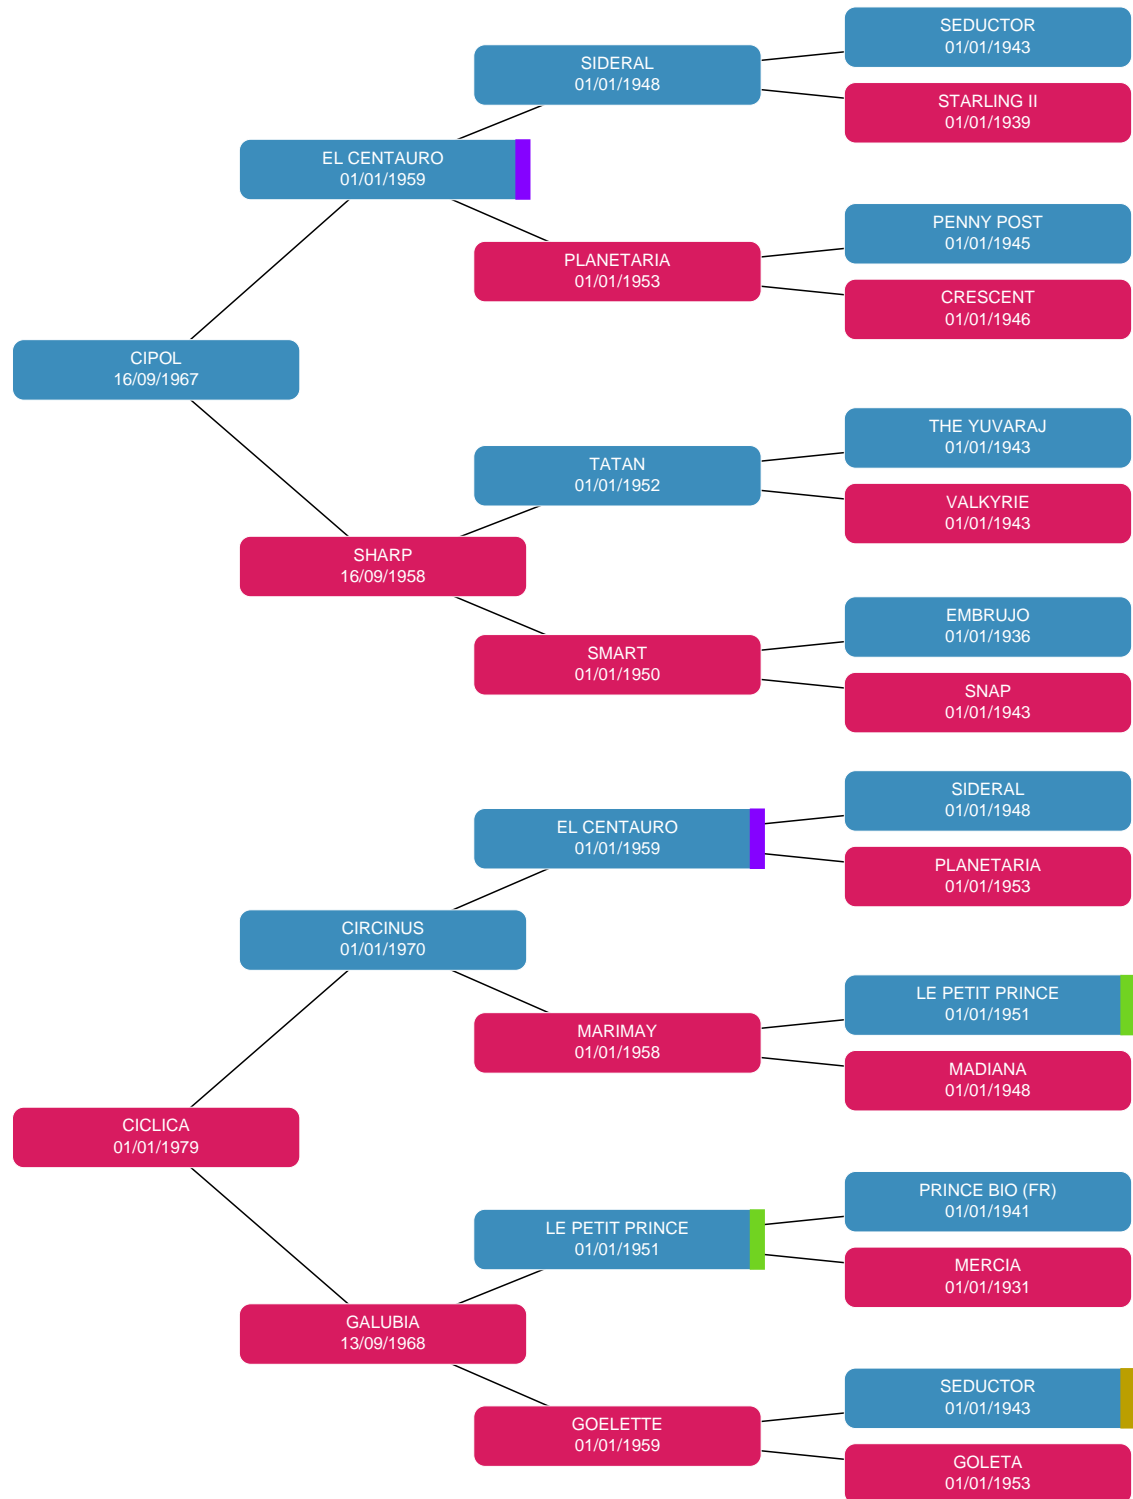 SEDUCTOR
01/01/1943
SIDERAL
01/01/1948
STARLING II
01/01/1939
EL CENTAURO
01/01/1959
PENNY POST
01/01/1945
PLANETARIA
01/01/1953
CRESCENT
01/01/1946
CIPOL
16/09/1967
THE YUVARAJ
01/01/1943
TATAN
01/01/1952
VALKYRIE
01/01/1943
SHARP
16/09/1958
EMBRUJO
01/01/1936
SMART
01/01/1950
SNAP
01/01/1943
SIDERAL
01/01/1948
EL CENTAURO
01/01/1959
PLANETARIA
01/01/1953
CIRCINUS
01/01/1970
LE PETIT PRINCE
01/01/1951
MARIMAY
01/01/1958
MADIANA
01/01/1948
CICLICA
01/01/1979
PRINCE BIO (FR)
01/01/1941
LE PETIT PRINCE
01/01/1951
MERCIA
01/01/1931
GALUBIA
13/09/1968
SEDUCTOR
01/01/1943
GOELETTE
01/01/1959
GOLETA
01/01/1953